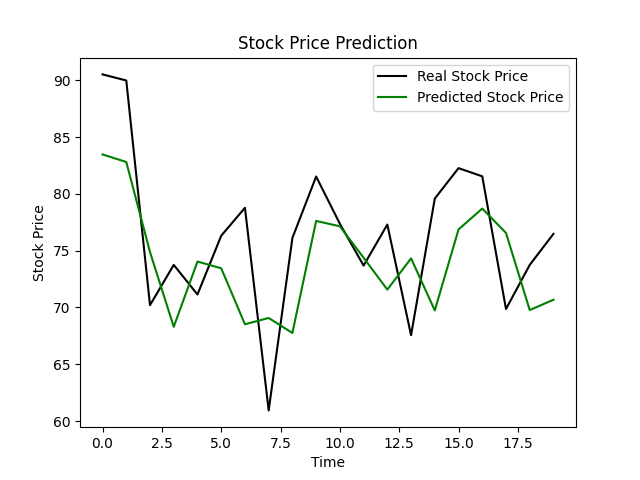 Stock Price Prediction
Real Stock Price
Predicted Stock Price
Stock Price
90
85
80
75
70
65
60
0.0 2.5 5.0 7.5 10.0 12.5 15.0 17.5
Time